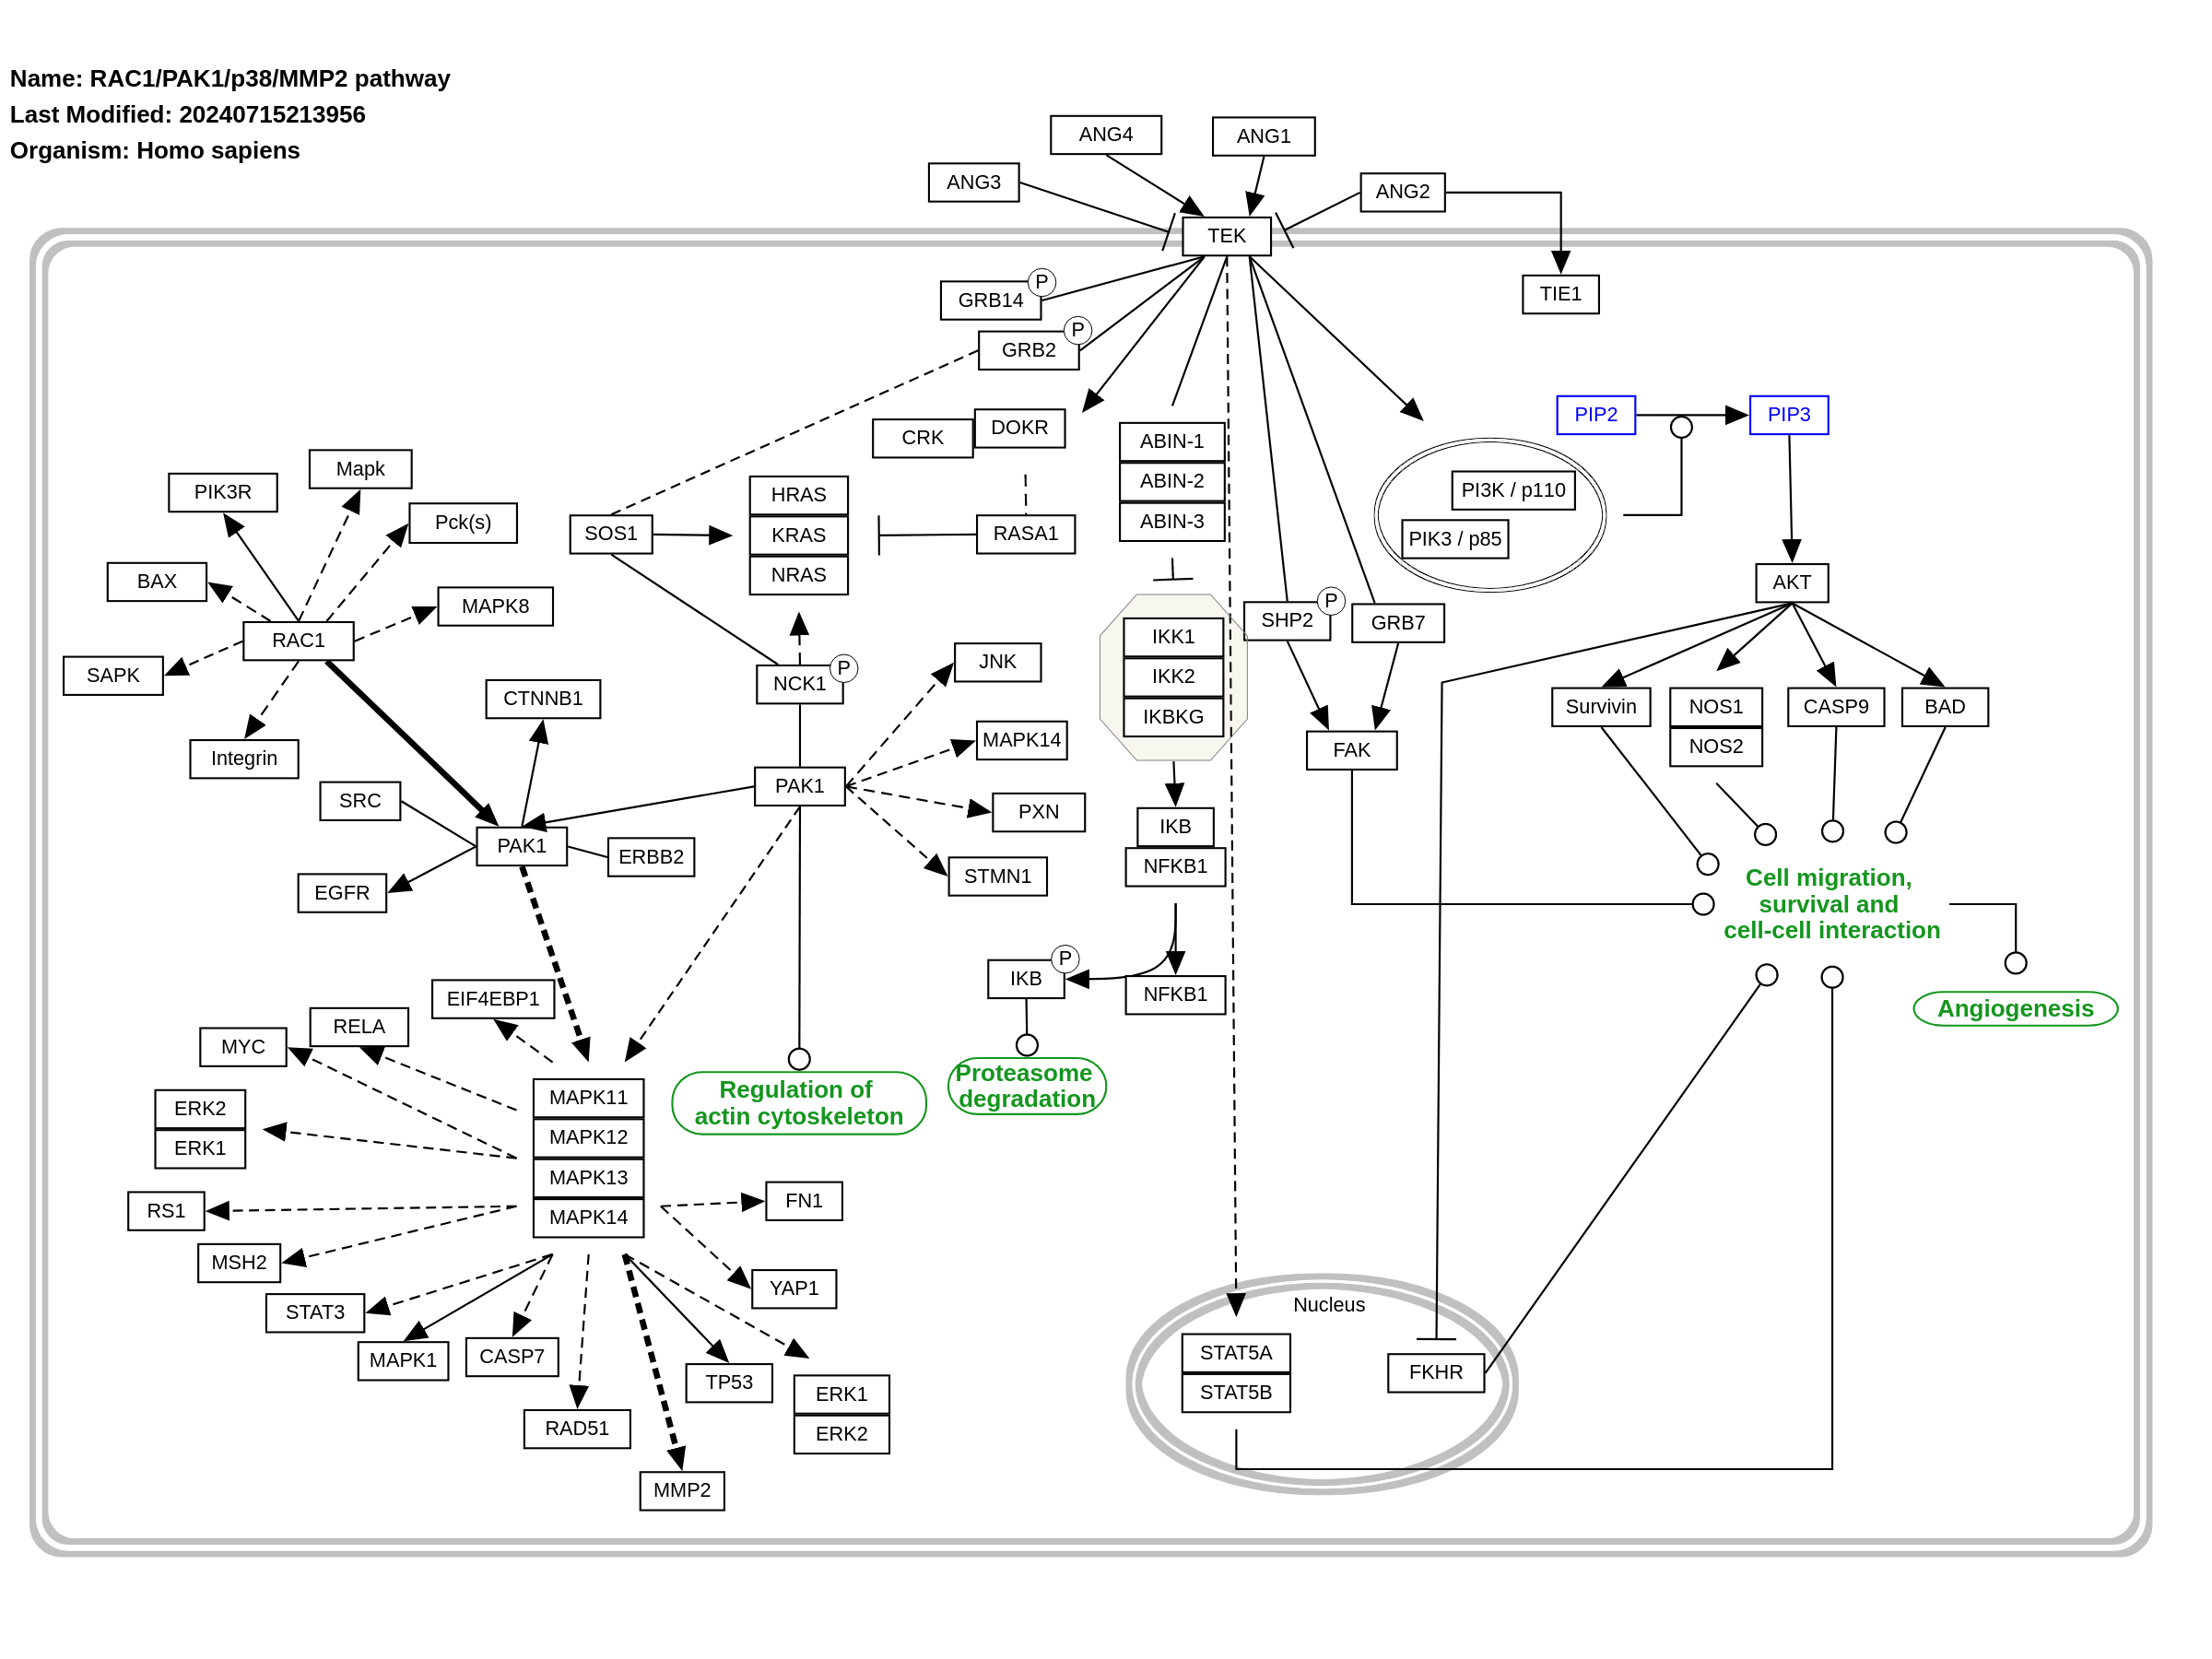 Name: RAC1/PAK1/p38/MMP2 pathway
Last Modified: 20240715213956
Organism: Homo sapiens
ANG4
ANG1
ANG3
ANG2
TEK
GRB14
P
TIE1
GRB2
P
PIP2
PIP3
CRK
DOKR
ABIN-1
ABIN-2
ABIN-3
Mapk
PIK3R
Pck(s)
HRAS
KRAS
NRAS
SOS1
RASA1
PI3K / p110
PIK3 / p85
BAX
MAPK8
AKT
RAC1
SAPK
Integrin
CTNNB1
NCK1
P
JNK
IKK1
IKK2
IKBKG
SHP2
P
GRB7
Survivin
NOS1
NOS2
CASP9
BAD
MAPK14
FAK
SRC
PAK1
PXN
IKB
NFKB1
PAK1
ERBB2
EGFR
STMN1
Cell migration,
survival and
cell-cell interaction
EIF4EBP1
IKB
P
NFKB1
Angiogenesis
RELA
MYC
Regulation of
actin cytoskeleton
Proteasome
degradation
ERK2
ERK1
MAPK11
MAPK12
MAPK13
MAPK14
RS1
FN1
MSH2
YAP1
STAT3
Nucleus
MAPK1
CASP7
TP53
STAT5A
STAT5B
FKHR
ERK1
ERK2
RAD51
MMP2